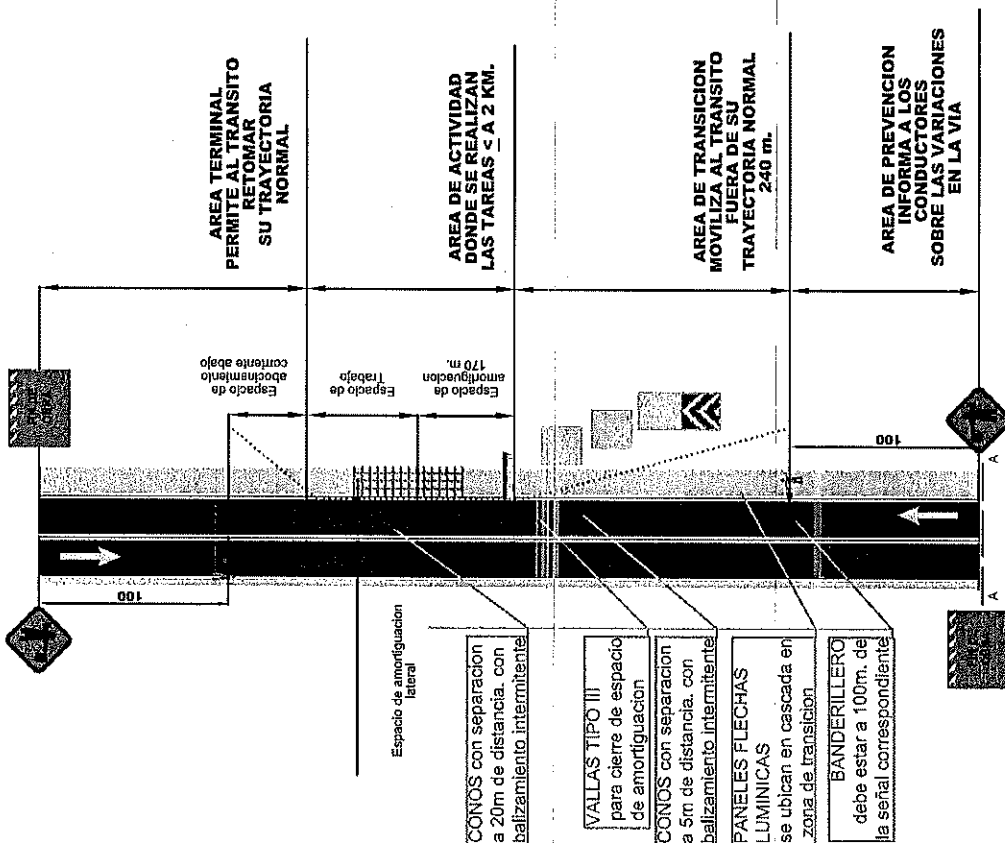 AREA TERMINAL
PERMITE AL TRANSITO
RETOMAR
SU TRAYECTORIA
NORMAL
AREA DE ACTIVIDAD
DONDE SE REALIZAN
LAS TAREAS < A 2 KM.
AREA DE TRANSICION
MOVILIZA AL TRANSITO
FUERA DE SU
TRAYECTORIA NORMAL
240 m.
AREA DE PREVENCION
INFORMA A LOS
CONDUCTORES
SOBRE LAS VARIACIONES
EN LA VIA
Espacio de
abocinamiento
corriente abajo
Espacio de
Trabajo
Espacio de
amortiguacion
170 m.
100
100
A
A
Espacio de amortiguacion
lateral
CONOS con separacion
a 20m de distancia. con
balizamiento intermitente
VALLAS TIPO III
para cierre de espacio
de amortiguacion
CONOS con separacion
a 5m de distancia. con
balizamiento intermitente
PANELES FLECHAS
LUMINICAS
se ubican en cascada en
zona de transicion
BANDERILLERO
debe estar a 100m. de
la señal correspondiente